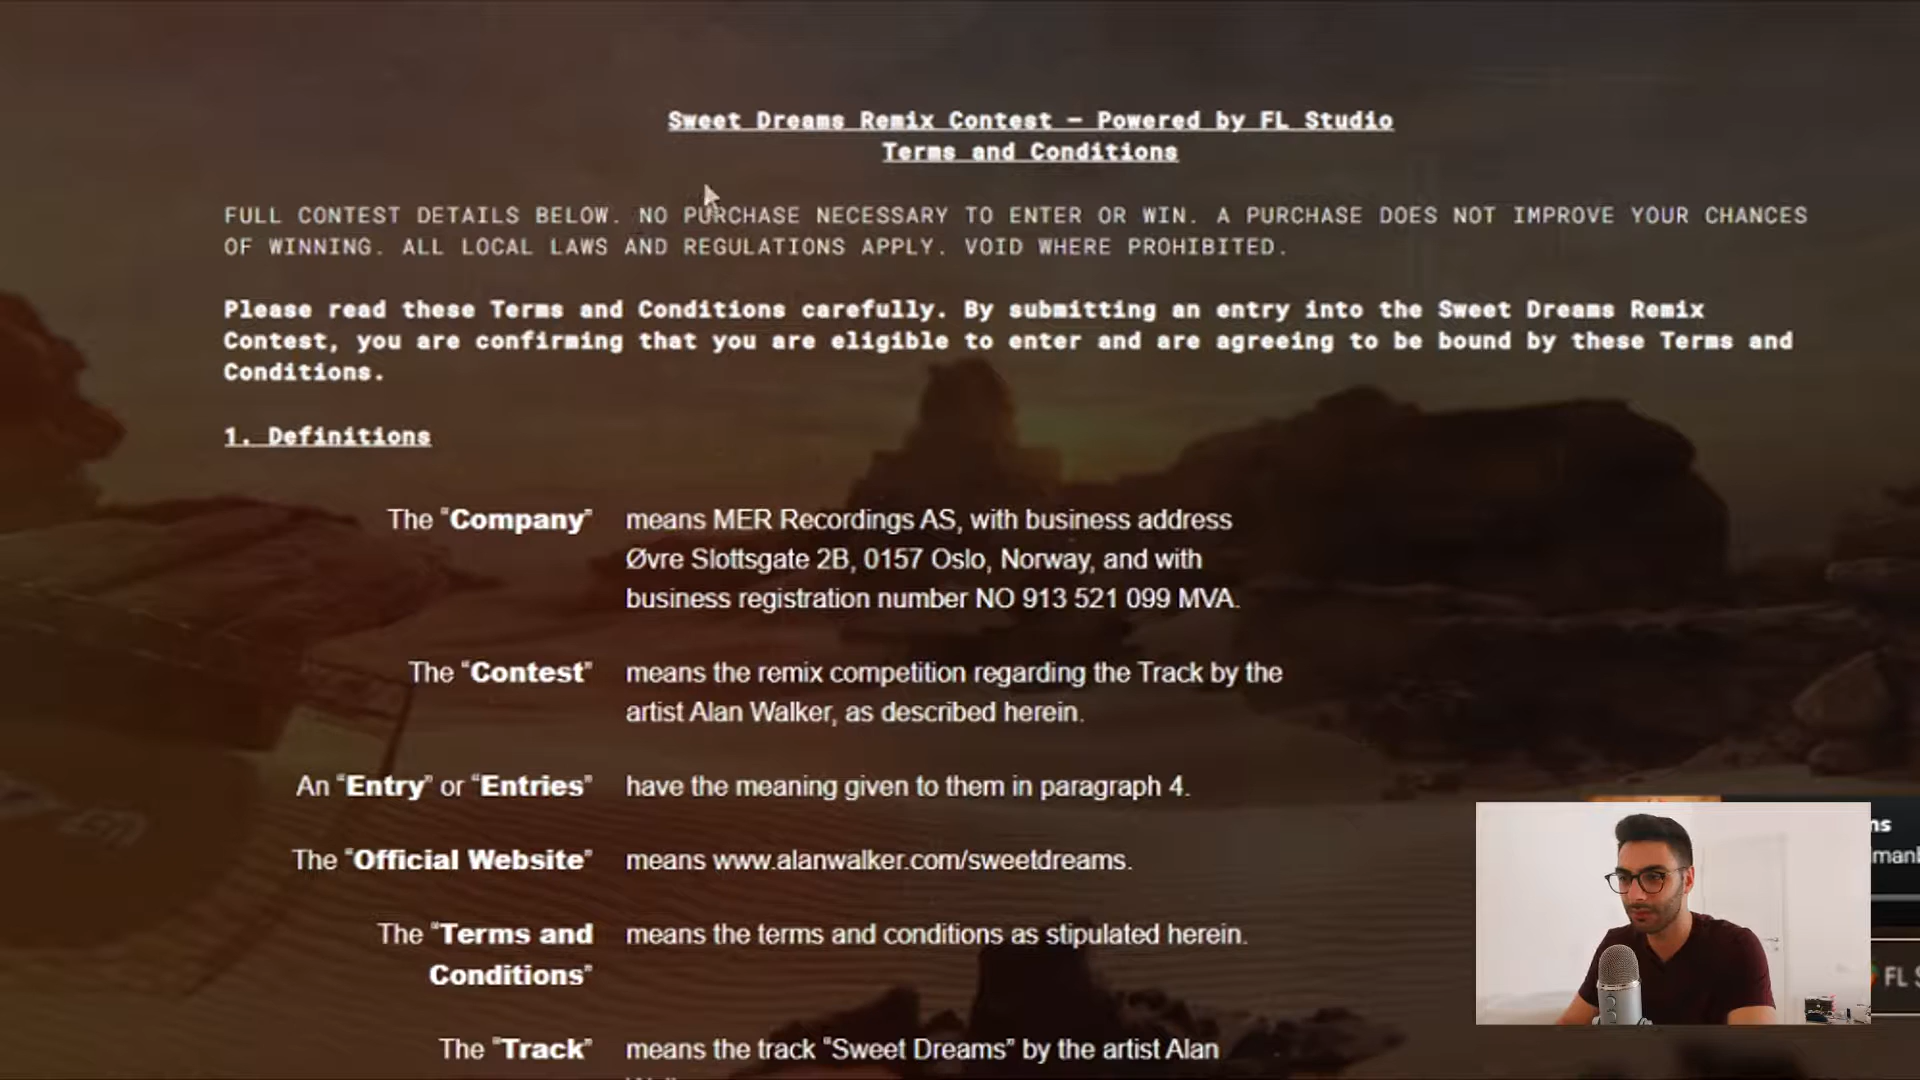 Sweet Dreams Remix Contest – Powered by FL Studio
Terms and Conditions
FULL CONTEST DETAILS BELOW. NO PURCHASE NECESSARY TO ENTER OR WIN. A PURCHASE DOES NOT IMPROVE YOUR CHANCES
OF WINNING. ALL LOCAL LAWS AND REGULATIONS APPLY. VOID WHERE PROHIBITED.
Please read these Terms and Conditions carefully. By submitting an entry into the Sweet Dreams Remix
Contest, you are confirming that you are eligible to enter and are agreeing to be bound by these Terms and
Conditions.
1. Definitions
The “Company” means MER Recordings AS, with business address
Øvre Slottsgate 2B, 0157 Oslo, Norway, and with
business registration number NO 913 521 099 MVA.
The “Contest” means the remix competition regarding the Track by the
artist Alan Walker, as described herein.
An “Entry” or “Entries” have the meaning given to them in paragraph 4.
The “Official Website” means www.alanwalker.com/sweetdreams.
The “Terms and means the terms and conditions as stipulated herein.
Conditions”
The “Track” means the track “Sweet Dreams” by the artist Alan
FL